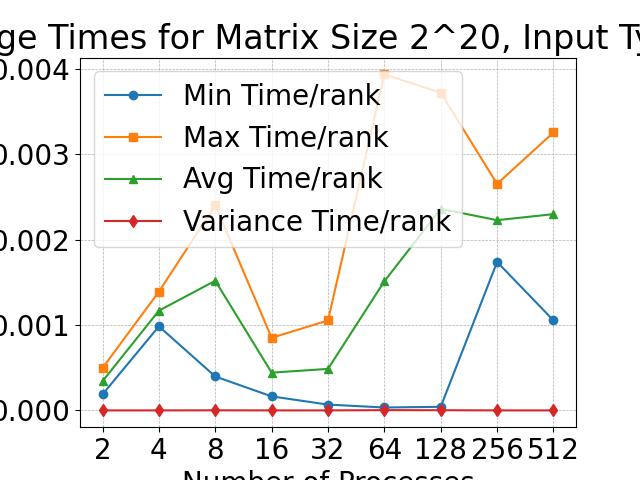 ge Times for Matrix Size 2^20, Input Ty
0.004
0.003
0.002
0.001
0.000
Min Time/rank
Max Time/rank
Avg Time/rank
Variance Time/rank
2 4 8 16 32 64 128 256 512
Number of Processes